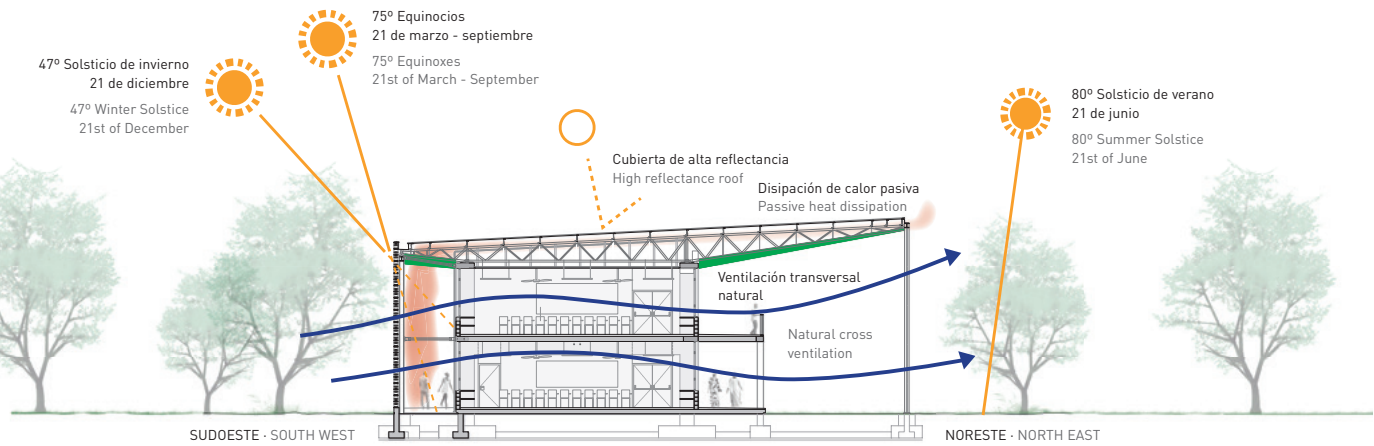 75º Equinocios
21 de marzo - septiembre
75º Equinoxes
21st of March - September
47º Solsticio de invierno
21 de diciembre
47º Winter Solstice
21st of December
80º Solsticio de verano
21 de junio
80º Summer Solstice
21st of June
Cubierta de alta reflectancia
High reflectance roof
Disipación de calor pasiva
Passive heat dissipation
Ventilación transversal
natural
Natural cross
ventilation
SUDOESTE · SOUTH WEST
NORESTE · NORTH EAST